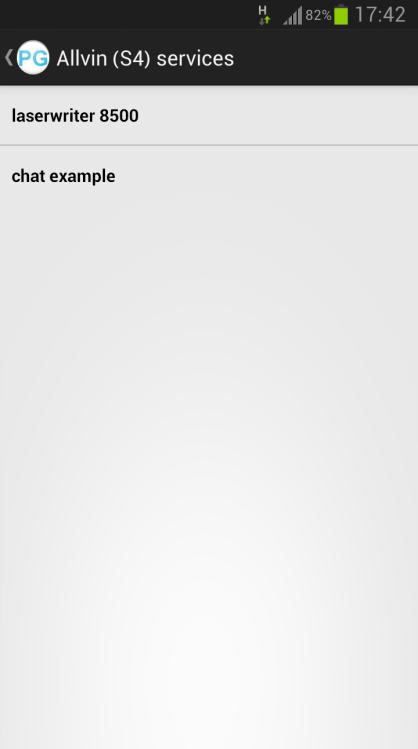 H 82% 17:42
PG Allvin (S4) services
laserwriter 8500
chat example